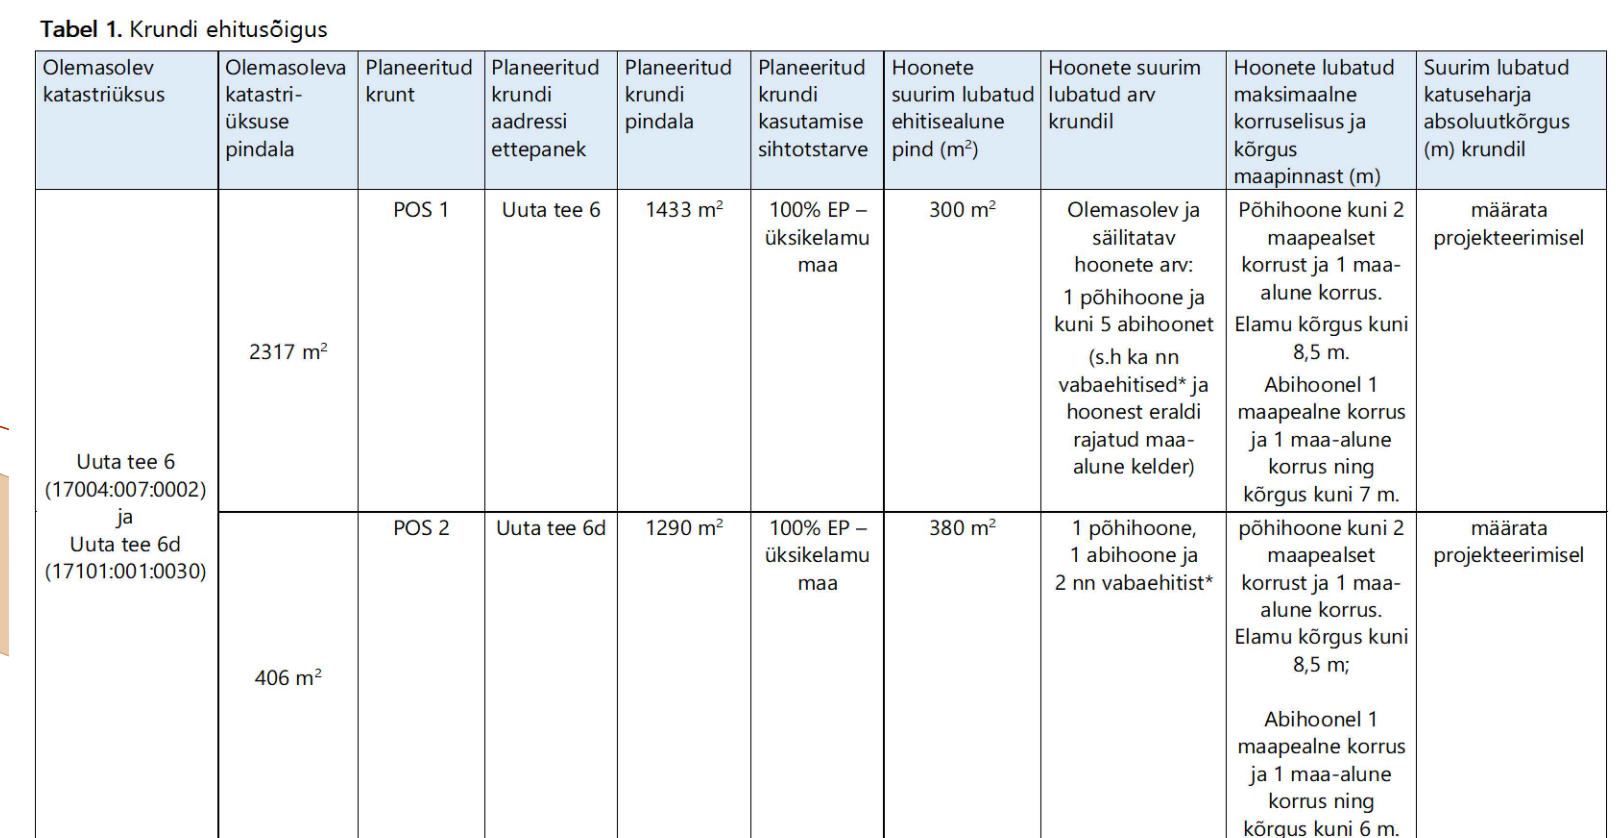 Tabel 1. Krundi ehitusõigus
Olemasolev
katastriüksus
Olemasoleva
katastri-
üksuse
pindala
Planeeritud
krunt
Planeeritud
krundi
aadressi
ettepanek
Planeeritud
krundi
pindala
Planeeritud
krundi
kasutamise
sihtotstarve
Hoonete
suurim lubatud
ehitisealune
pind (m²)
Hoonete suurim
lubatud arv
krundil
Hoonete lubatud
maksimaalne
korruselisus ja
kõrgus
maapinnast (m)
Suurim lubatud
katuseharja
absoluutkõrgus
(m) krundil
Uuta tee 6
(17004:007:0002)
ja
Uuta tee 6d
(17101:001:0030)
2317 m²
POS 1
Uuta tee 6
1433 m²
100% EP –
üksikelamu
maa
300 m²
Olemasolev ja
säilitatav
hoonete arv:
1 põhihoone ja
kuni 5 abihoonet
(s.h ka nn
vabaehitised* ja
hoonest eraldi
rajatud maa-
alune kelder)
Põhihoone kuni 2
maapealset
korrust ja 1 maa-
alune korrus.
Elamu kõrgus kuni
8,5 m.
Abihoonel 1
maapealne korrus
ja 1 maa-alune
korrus ning
kõrgus kuni 7 m.
määrata
projekteerimisel
406 m²
POS 2
Uuta tee 6d
1290 m²
100% EP –
üksikelamu
maa
380 m²
1 põhihoone,
1 abihoone ja
2 nn vabaehitist*
põhihoone kuni 2
maapealset
korrust ja 1 maa-
alune korrus.
Elamu kõrgus kuni
8,5 m;
Abihoonel 1
maapealne korrus
ja 1 maa-alune
korrus ning
kõrgus kuni 6 m.
määrata
projekteerimisel